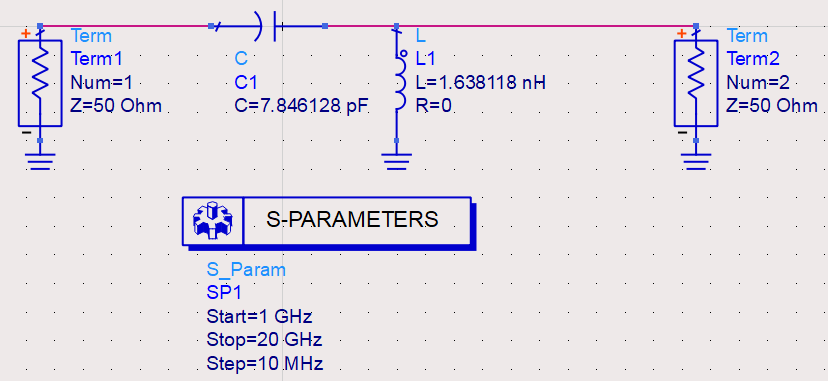 +
Term
Term1
Num=1
Z=50 Ohm
-
C
C1
C=7.846128 pF
L
L1
L=1.638118 nH
R=0
+
Term
Term2
Num=2
Z=50 Ohm
-
S-PARAMETERS
S_Param
SP1
Start=1 GHz
Stop=20 GHz
Step=10 MHz